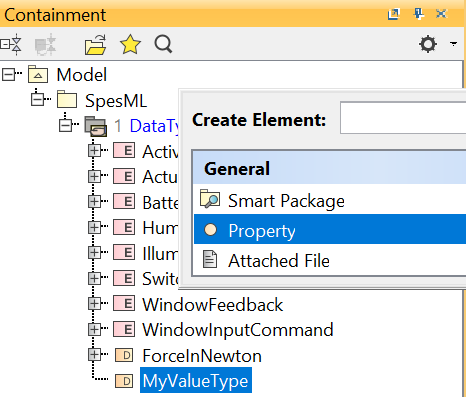 Containment
Model
SpesML
1 DataTy
Create Element:
General
Smart Package
Property
Attached File
E Activ
E Actu
E Batte
E Hum
E Illum
E Switc
E WindowFeedback
E WindowInputCommand
D ForceInNewton
D MyValueType